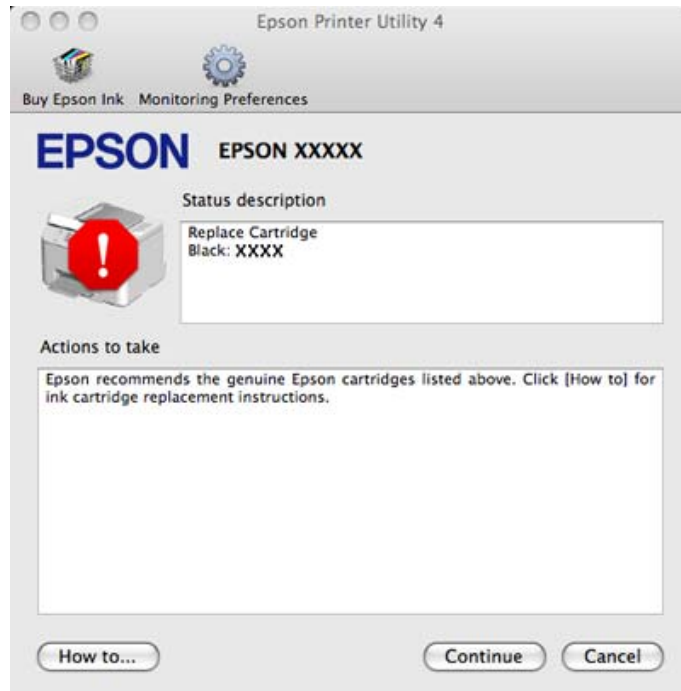 Epson Printer Utility 4
Buy Epson Ink Monitoring Preferences
EPSON EPSON XXXXX
Status description
Replace Cartridge
Black: XXXX
Actions to take
Epson recommends the genuine Epson cartridges listed above. Click [How to] for
ink cartridge replacement instructions.
How to... Continue Cancel